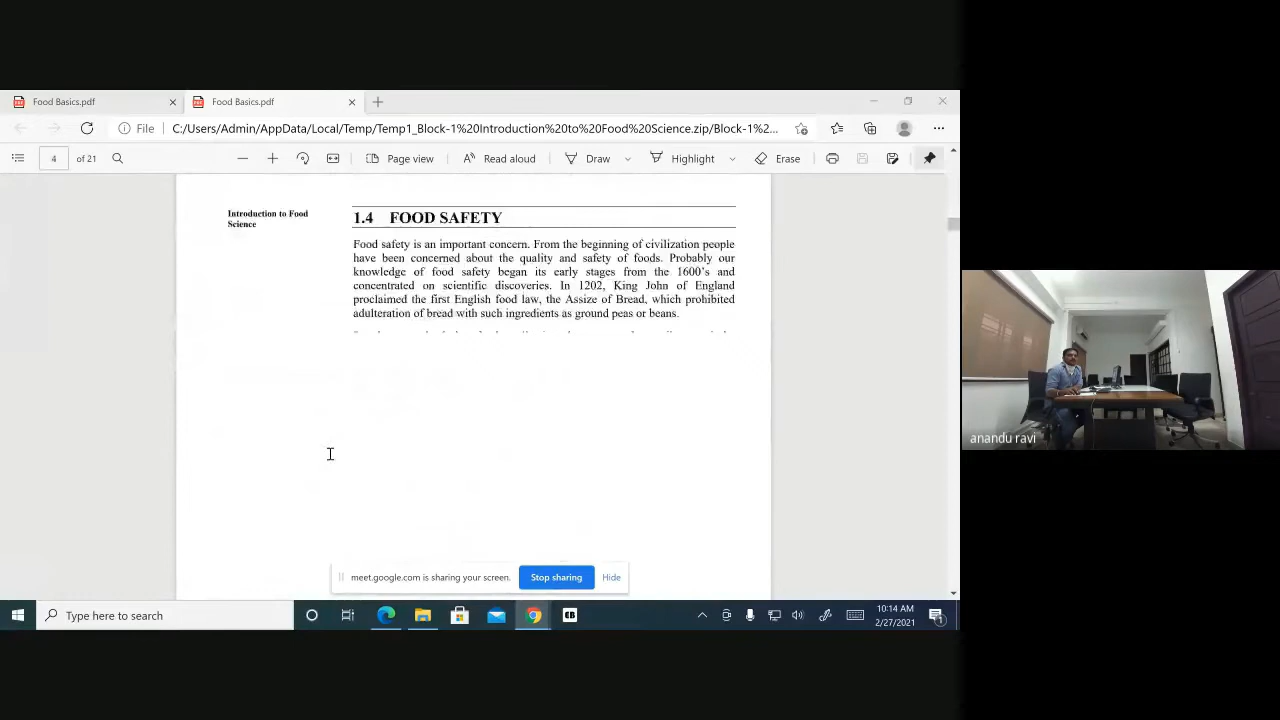 Food Basics.pdf
Food Basics.pdf
File
C:/Users/Admin/AppData/Local/Temp/Temp1_Block-1%20Introduction%20to%20Food%20Science.zip/Block-1%2...
4 of 21
Page view
Read aloud
Draw
Highlight
Erase
Introduction to Food
Science
1.4 FOOD SAFETY
Food safety is an important concern. From the beginning of civilization people
have been concerned about the quality and safety of foods. Probably our
knowledge of food safety began its early stages from the 1600's and
concentrated on scientific discoveries. In 1202, King John of England
proclaimed the first English food law, the Assize of Bread, which prohibited
adulteration of bread with such ingredients as ground peas or beans.
anandu ravi
meet.google.com is sharing your screen.
Stop sharing
Hide
Type here to search
10:14 AM
2/27/2021
1